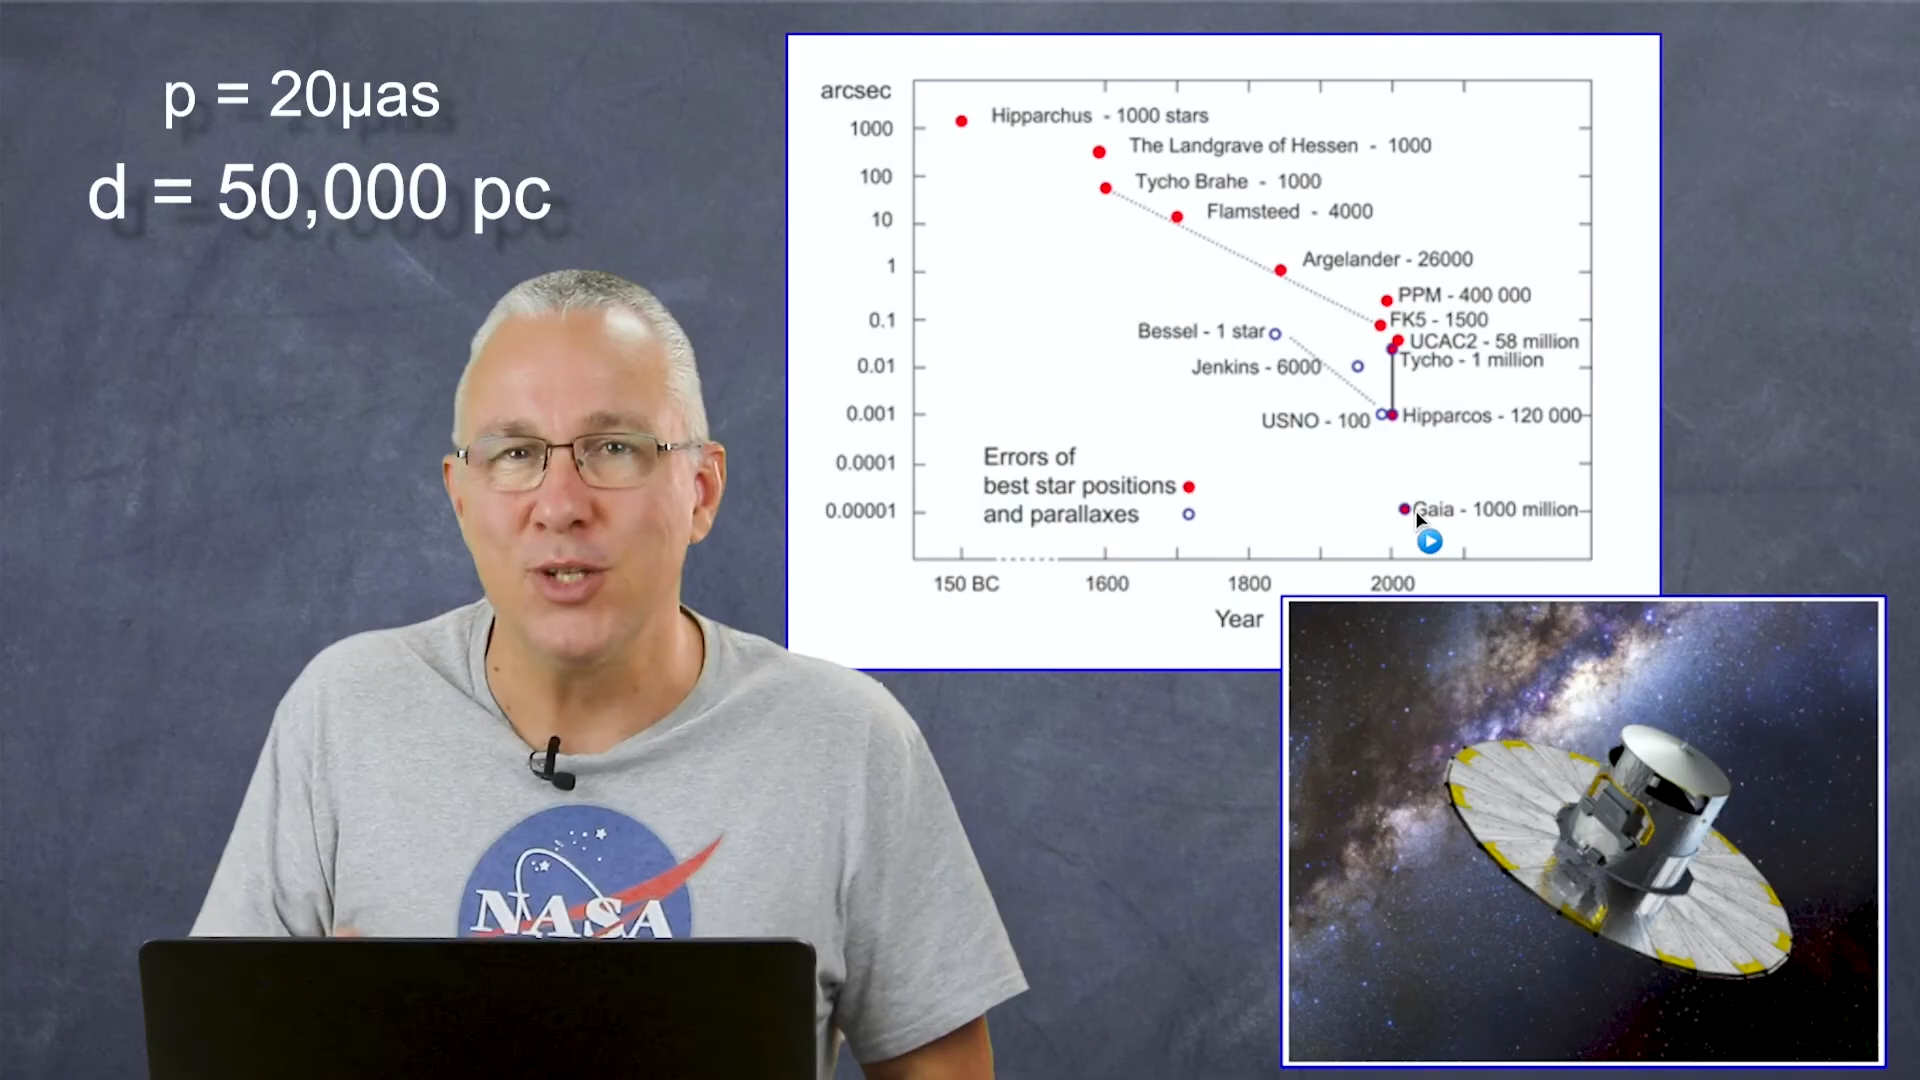 p = 20µas
d = 50,000 pc
arcsec
1000
100
10
1
0.1
0.01
0.001
0.0001
0.00001
Hipparchus - 1000 stars
The Landgrave of Hessen - 1000
Tycho Brahe - 1000
Flamsteed - 4000
Argelander - 26000
PPM - 400 000
FK5 - 1500
Bessel - 1 star
UCAC2 - 58 million
Tycho - 1 million
Jenkins - 6000
USNO - 100
Hipparcos - 120 000
Errors of
best star positions
and parallaxes
Gaia - 1000 million
150 BC 1600 1800 2000
Year
NASA